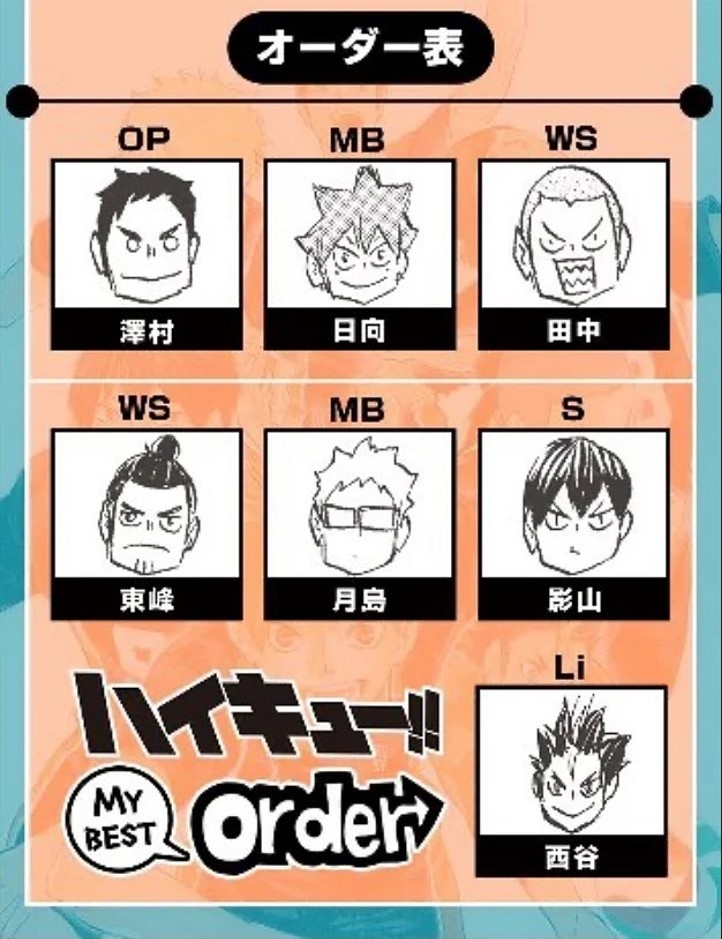 オーダー表
OP MB WS
澤村 日向 田中
WS MB S
東峰 月島 影山
Li
西谷
ハイキュー!!
MY BEST
order